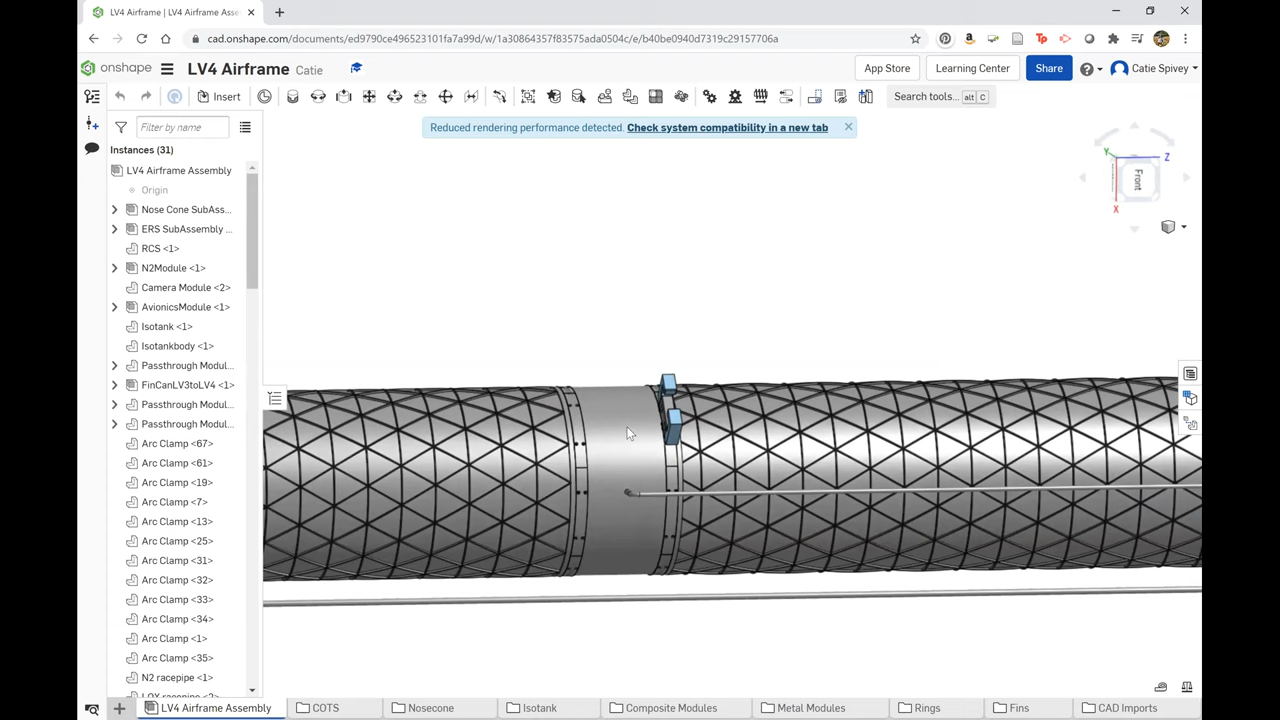 LV4 Airframe | LV4 Airframe Asse
cad.onshape.com/documents/ed9790ce496523101fa7a99d/w/1a30864357f83575ada0504c/e/b40be0940d7319c29157706a
onshape LV4 Airframe Catie App Store Learning Center Share Catie Spivey
Insert Search tools... alt C
Filter by name
Reduced rendering performance detected. Check system compatibility in a new tab
Instances (31)
LV4 Airframe Assembly
Origin
Nose Cone SubAss...
ERS SubAssembly ...
RCS <1>
N2Module <1>
Camera Module <2>
AvionicsModule <1>
Isotank <1>
Isotankbody <1>
Passthrough Modul...
FinCanLV3toLV4 <1>
Passthrough Modul...
Passthrough Modul...
Arc Clamp <67>
Arc Clamp <61>
Arc Clamp <19>
Arc Clamp <7>
Arc Clamp <13>
Arc Clamp <25>
Arc Clamp <31>
Arc Clamp <32>
Arc Clamp <33>
Arc Clamp <34>
Arc Clamp <1>
Arc Clamp <35>
N2 racepipe <1>
LOX racepipe <2>
Y Z
Front
X
LV4 Airframe Assembly COTS Nosecone Isotank Composite Modules Metal Modules Rings Fins CAD Imports